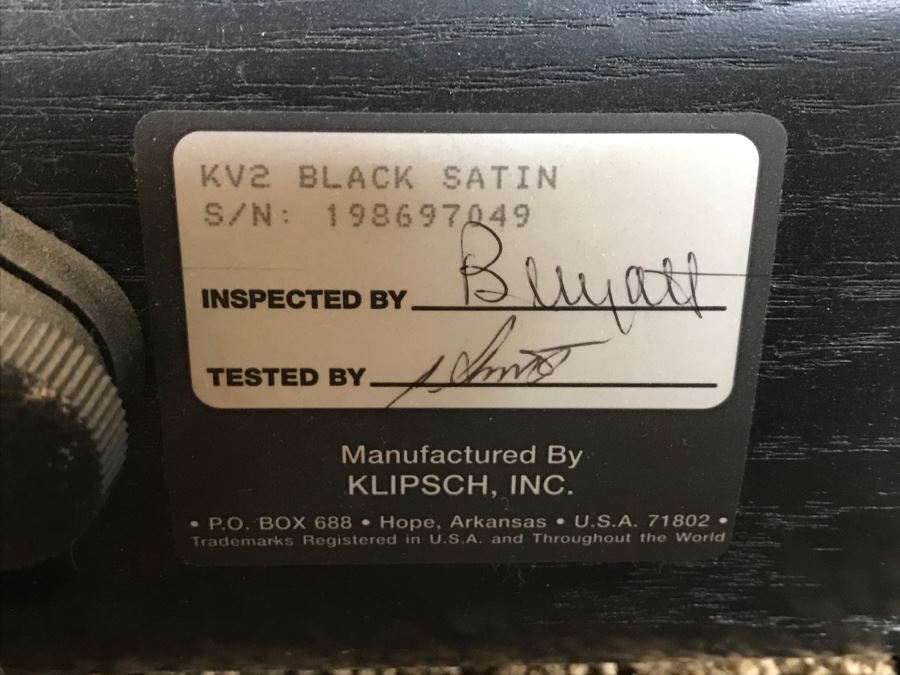 KV2 BLACK SATIN
S/N: 198697049
INSPECTED BY
TESTED BY
Manufactured By
KLIPSCH, INC.
• P.O. BOX 688 • Hope, Arkansas • U.S.A. 71802 •
Trademarks Registered in U.S.A. and Throughout the World